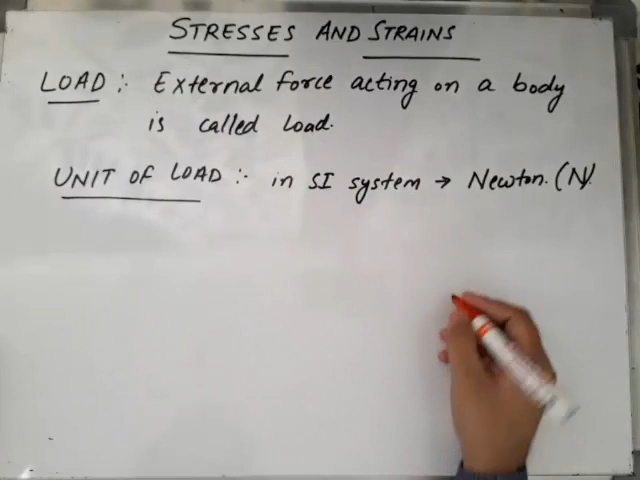 STRESSES AND STRAINS
LOAD :- External force acting on a body
is called load.
UNIT OF LOAD :- in SI system → Newton. (N).